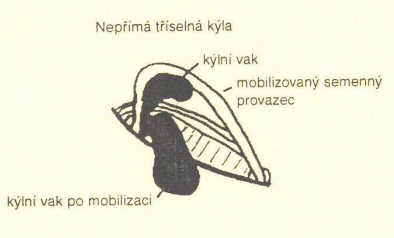 Nepřímá tříselná kýla
kýlní vak
mobilizovaný semenný
provazec
kýlní vak po mobilizaci